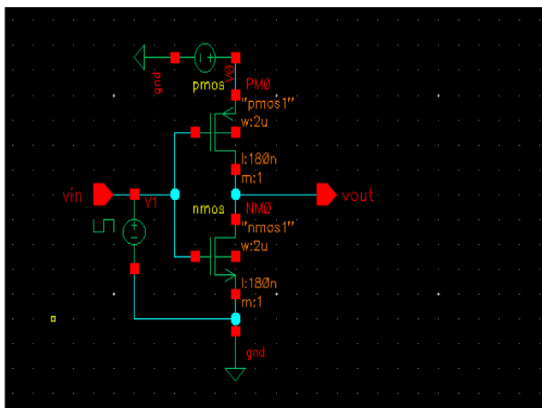 gnd
V0
pmos
PM0
"pmos1"
w:2u
l:180n
m:1
vin
V1
vout
nmos
NM0
"nmos1"
w:2u
l:180n
m:1
gnd